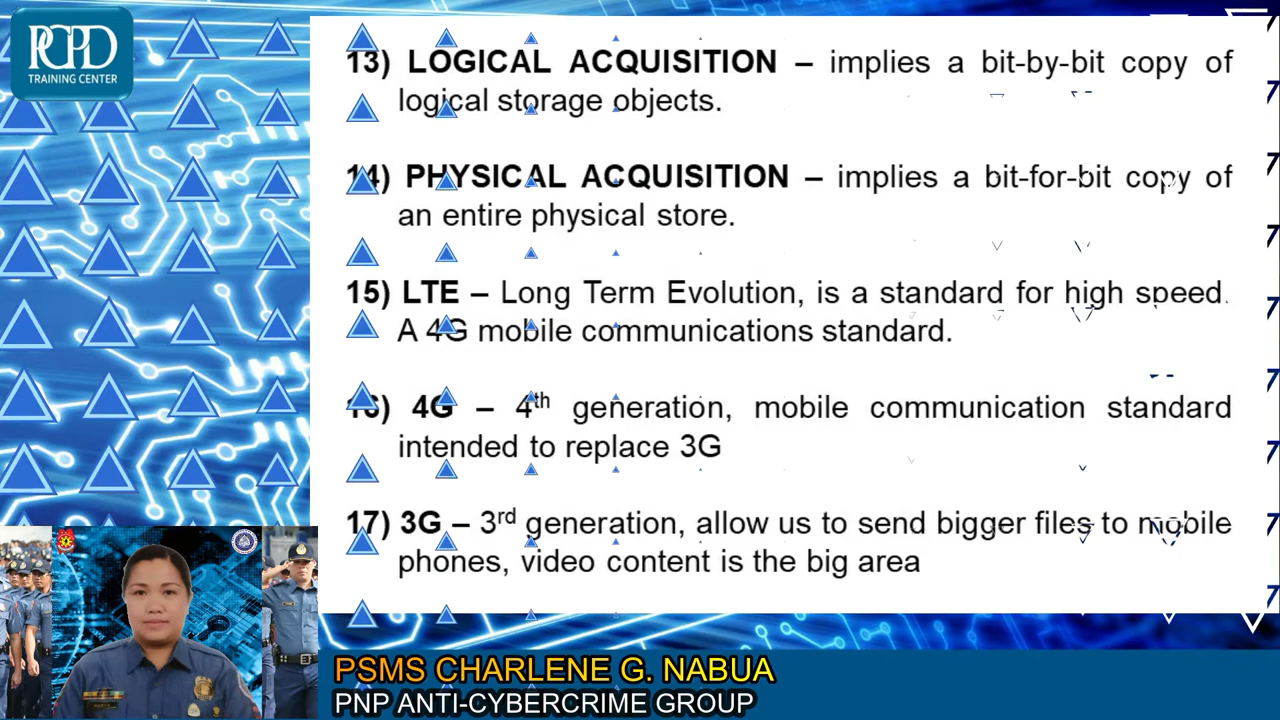 PCPD
TRAINING CENTER
13) LOGICAL ACQUISITION – implies a bit-by-bit copy of
logical storage objects.
14) PHYSICAL ACQUISITION – implies a bit-for-bit copy of
an entire physical store.
15) LTE – Long Term Evolution, is a standard for high speed.
A 4G mobile communications standard.
16) 4G – 4th generation, mobile communication standard
intended to replace 3G
17) 3G – 3rd generation, allow us to send bigger files to mobile
phones, video content is the big area
PSMS CHARLENE G. NABUA
PNP ANTI-CYBERCRIME GROUP